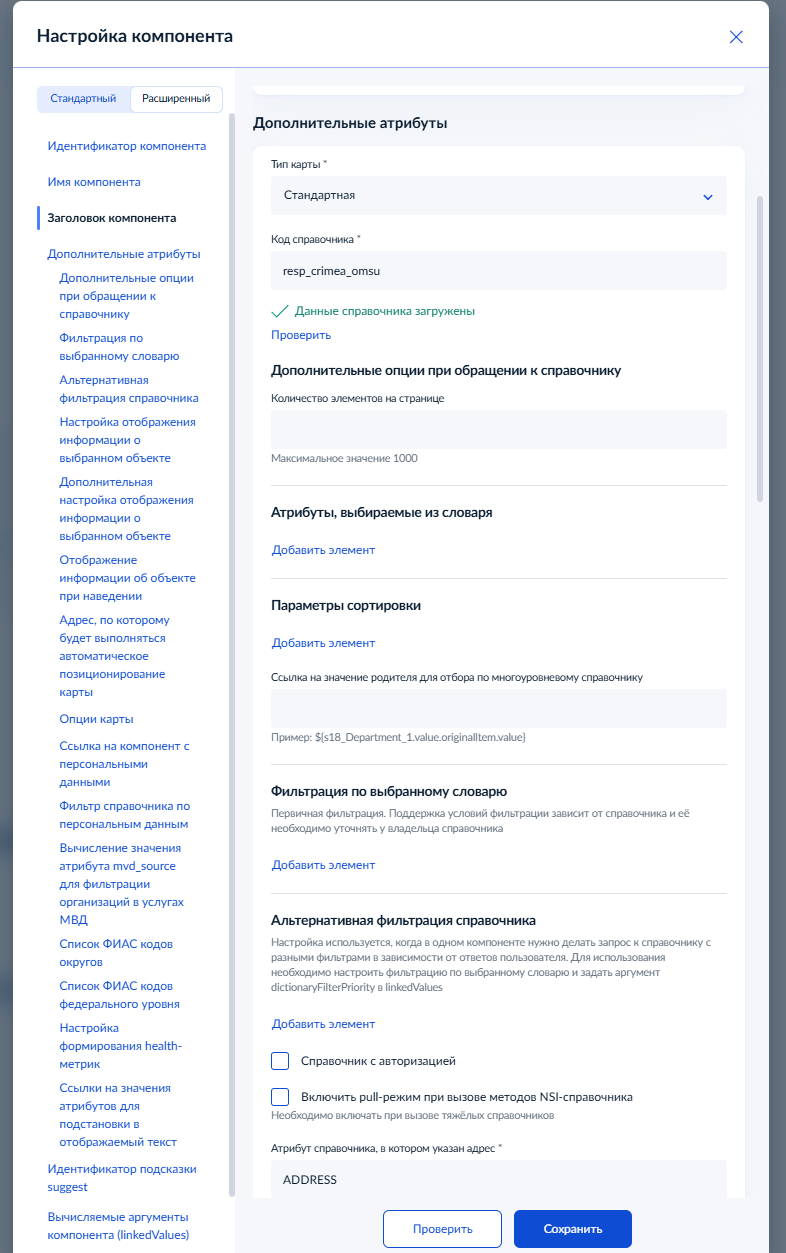 Настройка компонента
Стандартный
Расширенный
Идентификатор компонента
Имя компонента
Заголовок компонента
Дополнительные атрибуты
Дополнительные опции
при обращении к
справочнику
Фильтрация по
выбранному словарю
Альтернативная
фильтрация справочника
Настройка отображения
информации о
выбранном объекте
Дополнительная
настройка отображения
информации о
выбранном объекте
Отображение
информации об объекте
при наведении
Адрес, по которому
будет выполняться
автоматическое
позиционирование
карты
Опции карты
Ссылка на компонент с
персональными
данными
Фильтр справочника по
персональным данным
Вычисление значения
атрибута mvd_source
для фильтрации
организаций в услугах
МВД
Список ФИАС кодов
округов
Список ФИАС кодов
федерального уровня
Настройка
формирования health-
метрик
Ссылки на значения
атрибутов для
подстановки в
отображаемый текст
Идентификатор подсказки
suggest
Вычисляемые аргументы
компонента (linkedValues)
Дополнительные атрибуты
Тип карты *
Стандартная
Код справочника *
resp_crimea_omsu
Данные справочника загружены
Проверить
Дополнительные опции при обращении к справочнику
Количество элементов на странице
Максимальное значение 1000
Атрибуты, выбираемые из словаря
Добавить элемент
Параметры сортировки
Добавить элемент
Ссылка на значение родителя для отбора по многоуровневому справочнику
Пример: ${s18_Department_1.value.originalItem.value}
Фильтрация по выбранному словарю
Первичная фильтрация. Поддержка условий фильтрации зависит от справочника и её
необходимо уточнять у владельца справочника
Добавить элемент
Альтернативная фильтрация справочника
Настройка используется, когда в одном компоненте нужно делать запрос к справочнику с
разными фильтрами в зависимости от ответов пользователя. Для использования
необходимо настроить фильтрацию по выбранному словарю и задать аргумент
dictionaryFilterPriority в linkedValues
Добавить элемент
Справочник с авторизацией
Включить pull-режим при вызове методов NSI-справочника
Необходимо включать при вызове тяжёлых справочников
Атрибут справочника, в котором указан адрес *
ADDRESS
Проверить
Сохранить